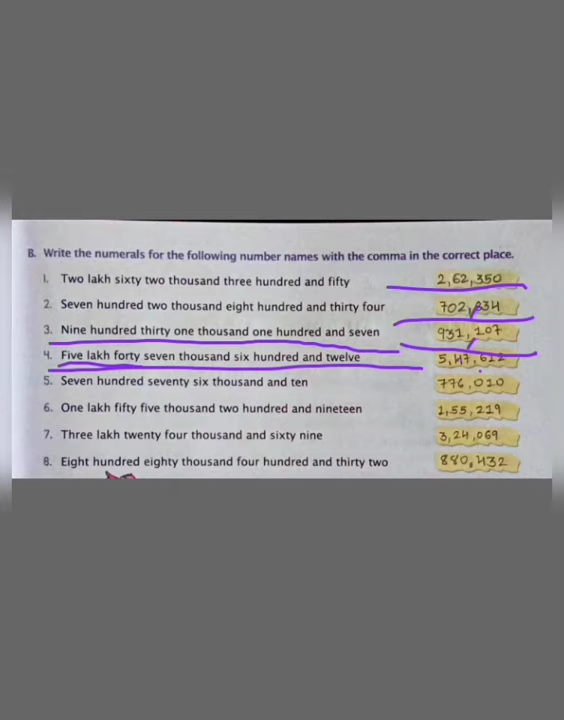 B. Write the numerals for the following number names with the comma in the correct place.
1. Two lakh sixty two thousand three hundred and fifty 2,62,350
2. Seven hundred two thousand eight hundred and thirty four 702,834
3. Nine hundred thirty one thousand one hundred and seven 931,107
4. Five lakh forty seven thousand six hundred and twelve 5,47,612
5. Seven hundred seventy six thousand and ten 776,010
6. One lakh fifty five thousand two hundred and nineteen 1,55,219
7. Three lakh twenty four thousand and sixty nine 3,24,069
8. Eight hundred eighty thousand four hundred and thirty two 880,432